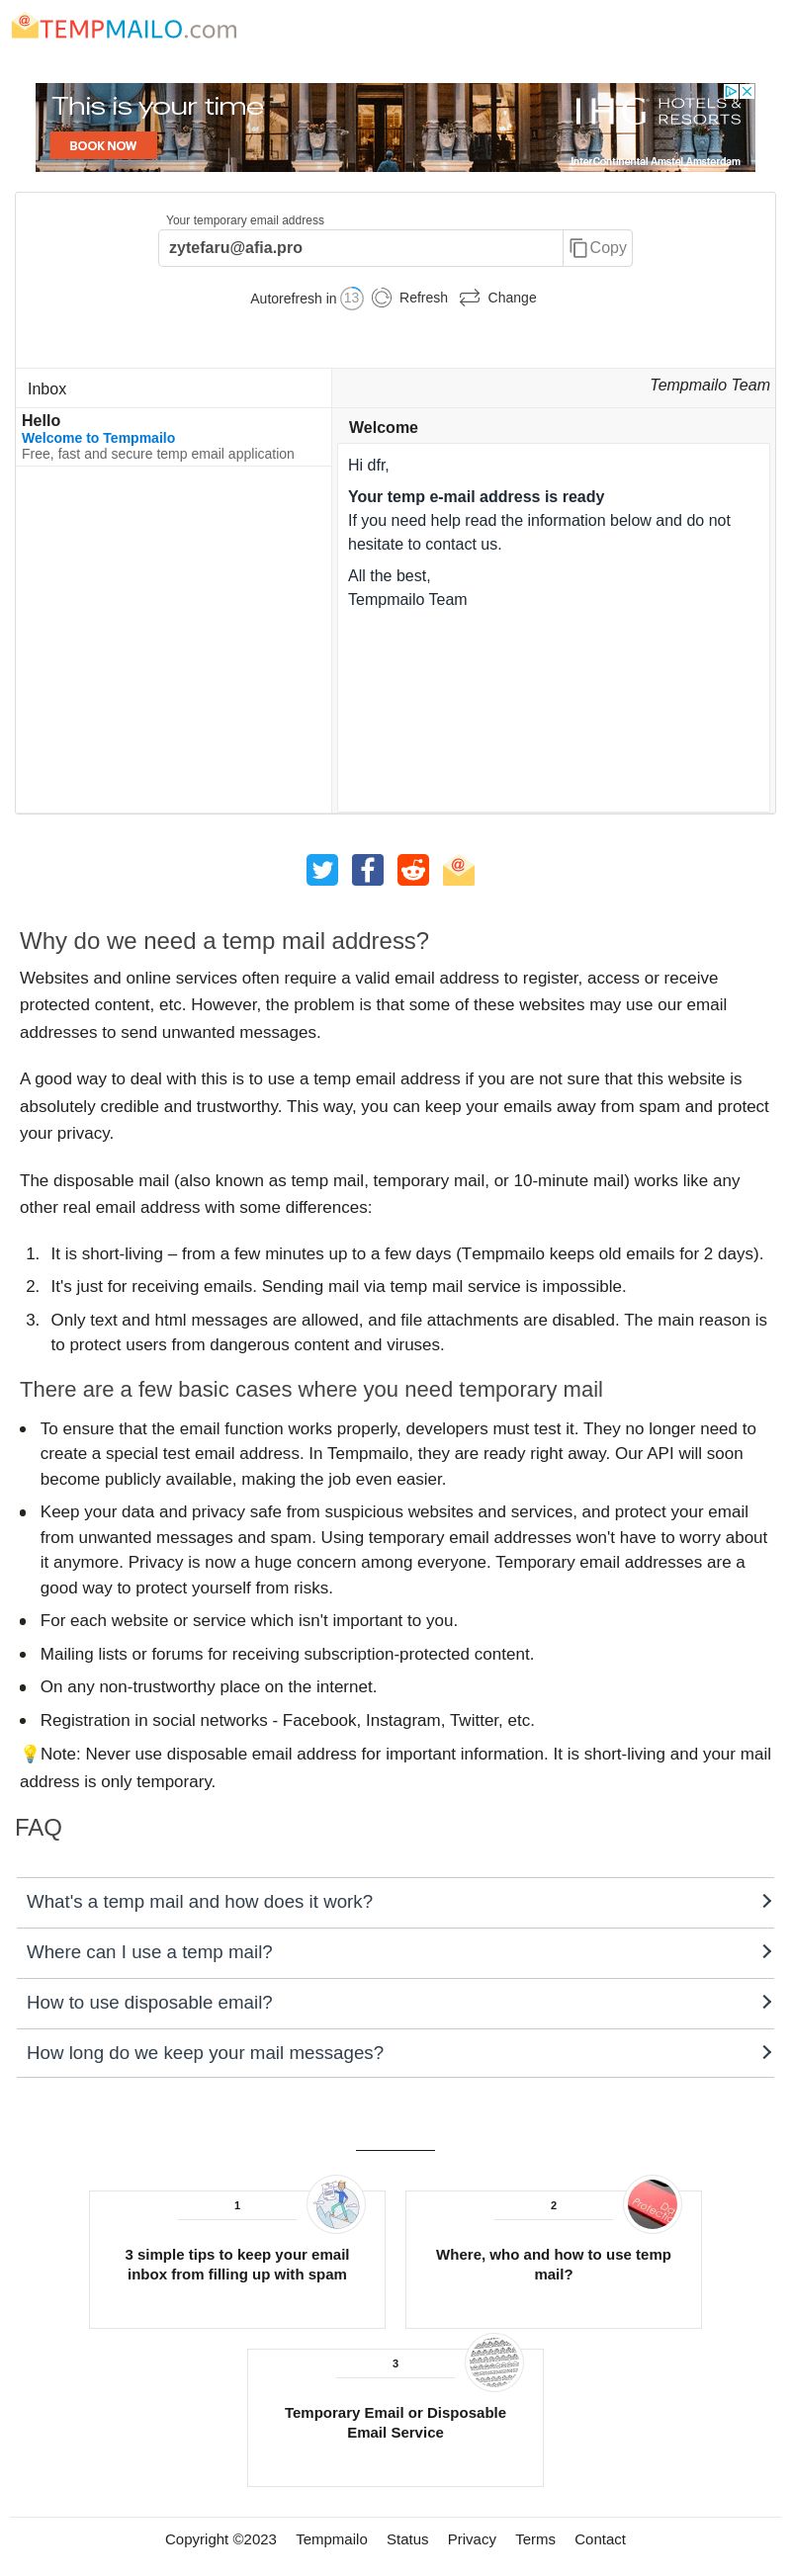 TEMPMAILO.com
This is your time
BOOK NOW
IHG HOTELS &
RESORTS
InterContinental Amstel Amsterdam
Your temporary email address
zytefaru@afia.pro
Copy
Autorefresh in 13 Refresh Change
Inbox
Tempmailo Team
Hello
Welcome to Tempmailo
Free, fast and secure temp email application
Welcome
Hi dfr,
Your temp e-mail address is ready
If you need help read the information below and do not
hesitate to contact us.
All the best,
Tempmailo Team
Why do we need a temp mail address?
Websites and online services often require a valid email address to register, access or receive
protected content, etc. However, the problem is that some of these websites may use our email
addresses to send unwanted messages.
A good way to deal with this is to use a temp email address if you are not sure that this website is
absolutely credible and trustworthy. This way, you can keep your emails away from spam and protect
your privacy.
The disposable mail (also known as temp mail, temporary mail, or 10-minute mail) works like any
other real email address with some differences:
1. It is short-living – from a few minutes up to a few days (Tempmailo keeps old emails for 2 days).
2. It's just for receiving emails. Sending mail via temp mail service is impossible.
3. Only text and html messages are allowed, and file attachments are disabled. The main reason is
to protect users from dangerous content and viruses.
There are a few basic cases where you need temporary mail
• To ensure that the email function works properly, developers must test it. They no longer need to
create a special test email address. In Tempmailo, they are ready right away. Our API will soon
become publicly available, making the job even easier.
• Keep your data and privacy safe from suspicious websites and services, and protect your email
from unwanted messages and spam. Using temporary email addresses won't have to worry about
it anymore. Privacy is now a huge concern among everyone. Temporary email addresses are a
good way to protect yourself from risks.
• For each website or service which isn't important to you.
• Mailing lists or forums for receiving subscription-protected content.
• On any non-trustworthy place on the internet.
• Registration in social networks - Facebook, Instagram, Twitter, etc.
💡Note: Never use disposable email address for important information. It is short-living and your mail
address is only temporary.
FAQ
What's a temp mail and how does it work?
Where can I use a temp mail?
How to use disposable email?
How long do we keep your mail messages?
1
3 simple tips to keep your email
inbox from filling up with spam
2
Where, who and how to use temp
mail?
3
Temporary Email or Disposable
Email Service
Copyright ©2023 Tempmailo Status Privacy Terms Contact